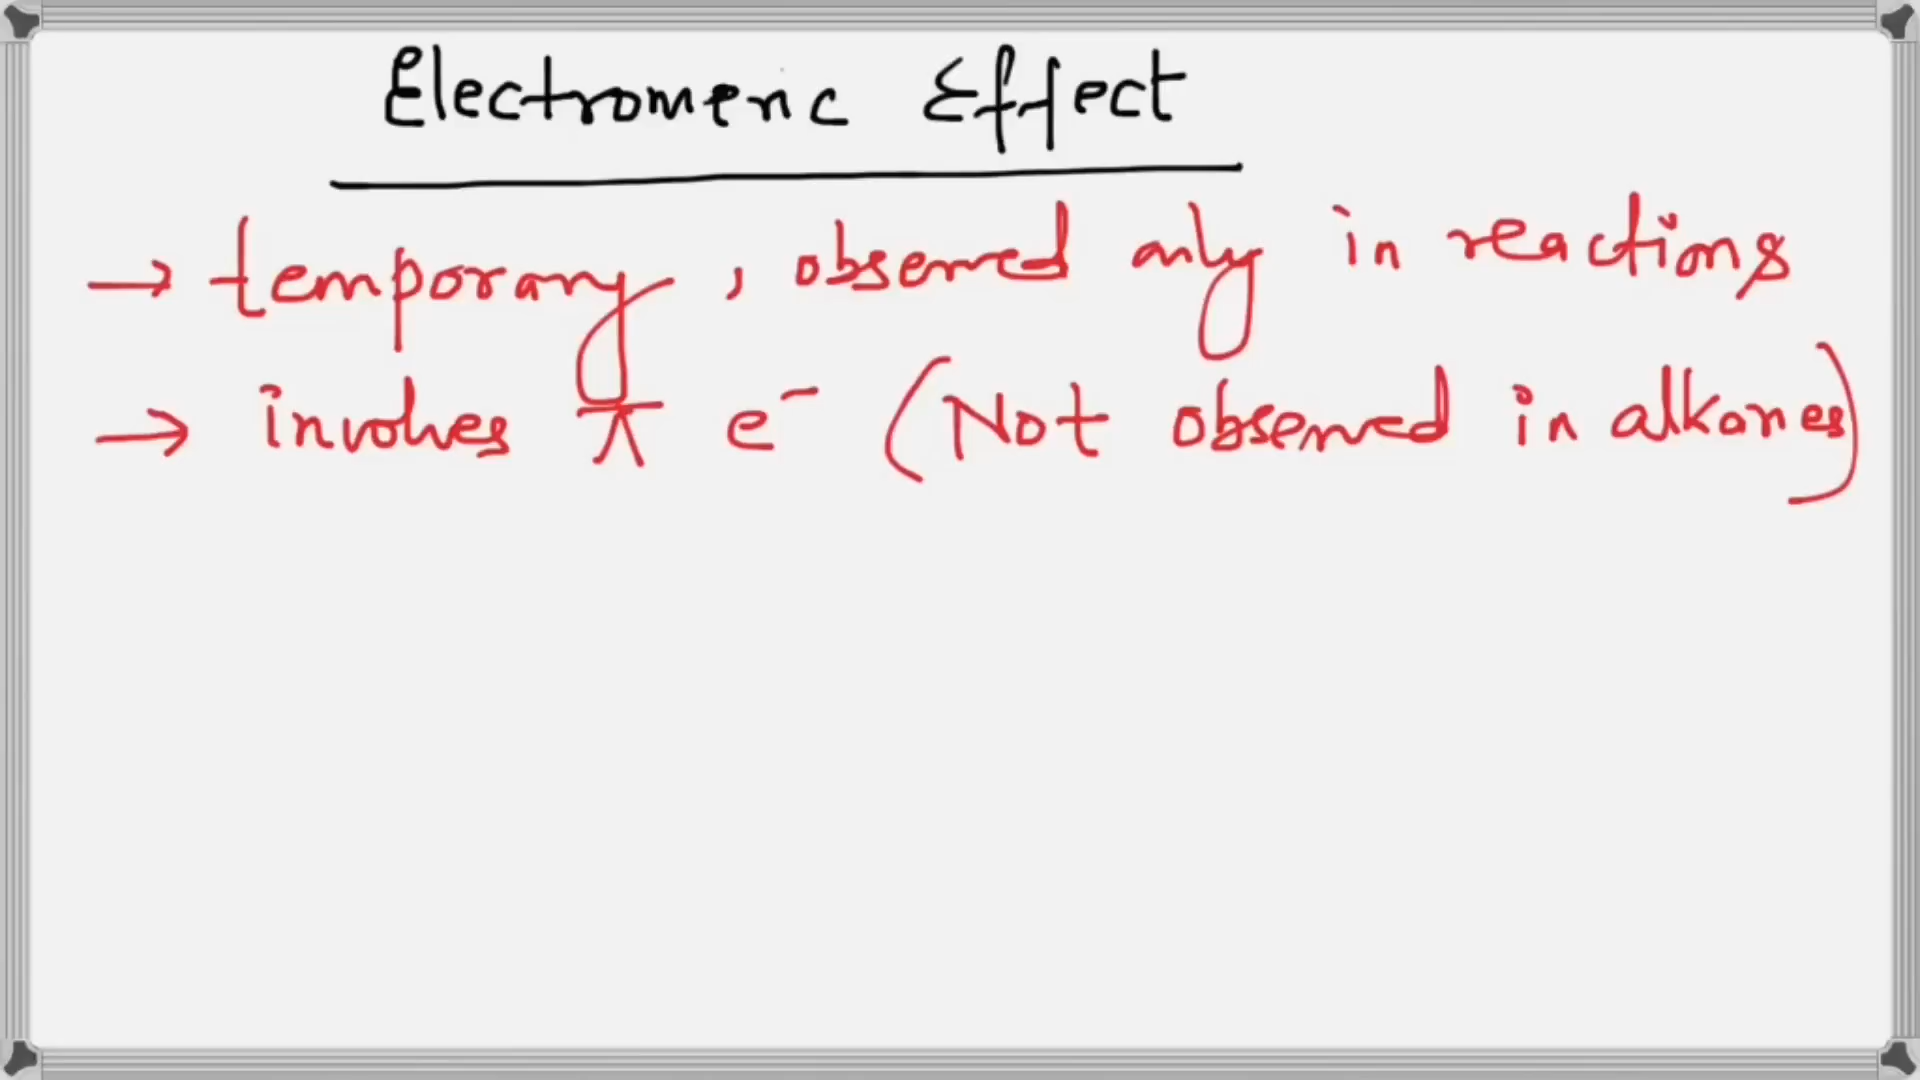 Electromeric Effect
→ temporary, observed only in reactions
→ involves π e⁻ (Not observed in alkanes)